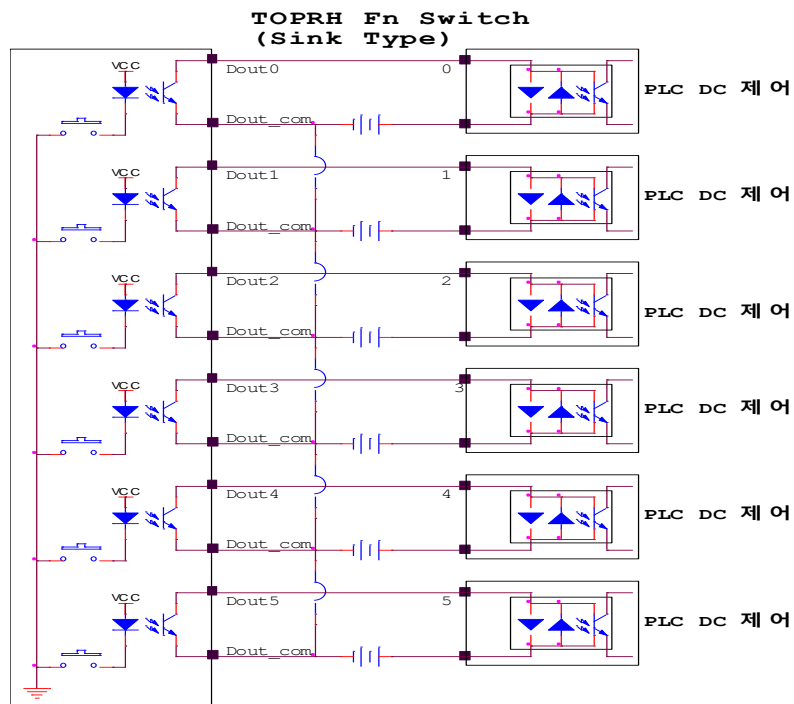 TOPRH Fn Switch
(Sink Type)
VCC Dout0 0 PLC DC 제어
Dout_com
VCC Dout1 1 PLC DC 제어
Dout_com
VCC Dout2 2 PLC DC 제어
Dout_com
VCC Dout3 3 PLC DC 제어
Dout_com
VCC Dout4 4 PLC DC 제어
Dout_com
VCC Dout5 5 PLC DC 제어
Dout_com